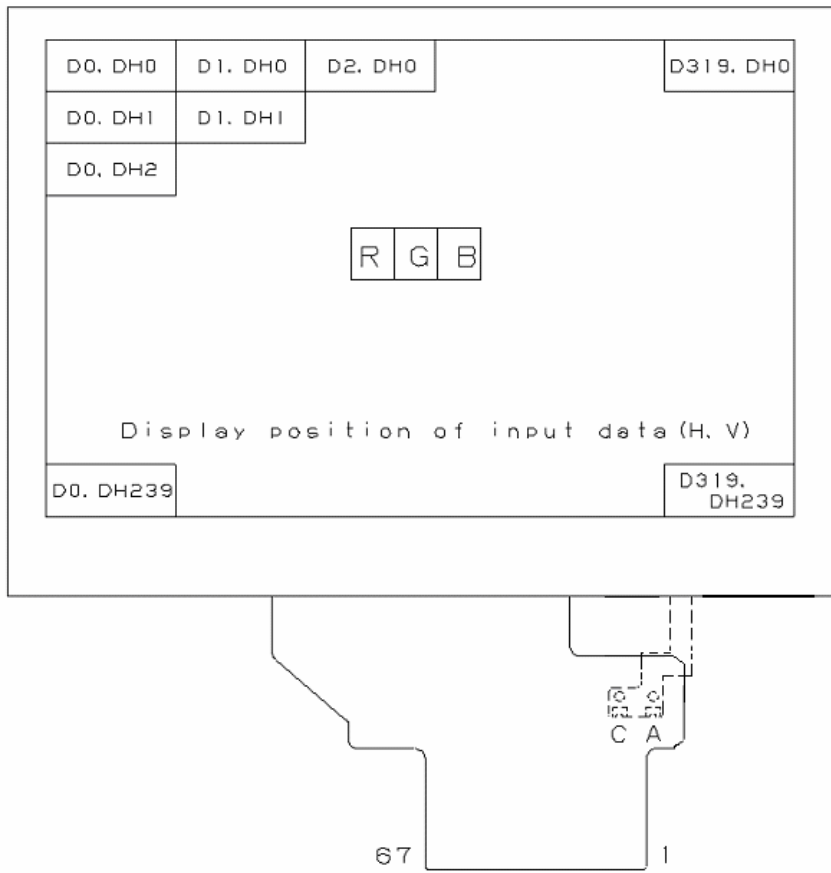 D0. DH0 D1. DH0 D2. DH0 D319. DH0
D0. DH1 D1. DH1
D0. DH2
R G B
Display position of input data (H. V)
D0. DH239 D319. DH239
C A
67 1